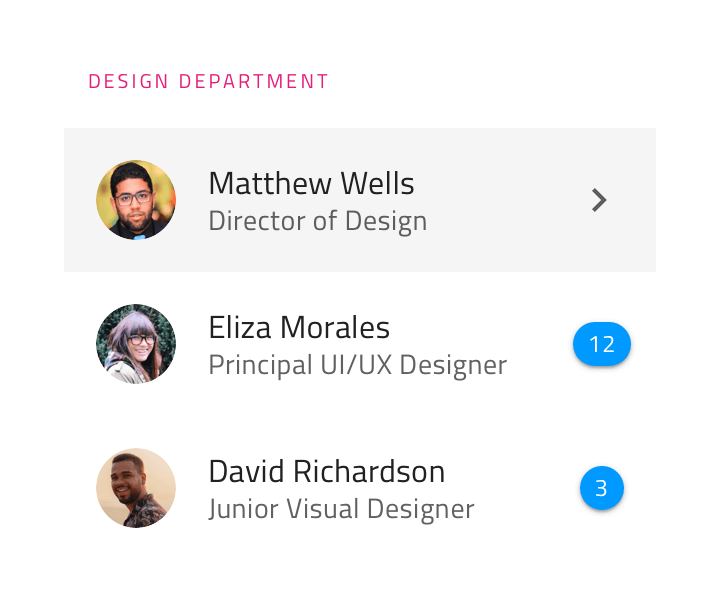 DESIGN DEPARTMENT
Matthew Wells
Director of Design
Eliza Morales
Principal UI/UX Designer
12
David Richardson
Junior Visual Designer
3